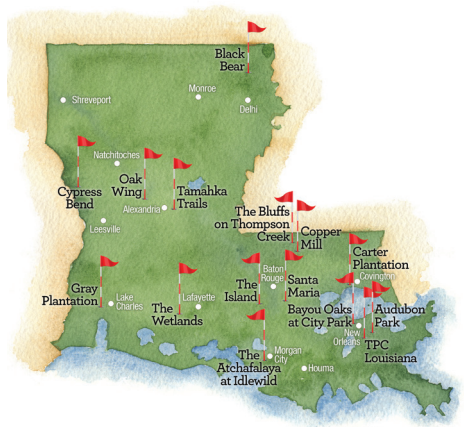 Black
Bear
Monroe
Shreveport
Delhi
Natchitoches
Oak
Wing
Cypress
Bend
Tamahka
Trails
Alexandria
Leesville
The Bluffs
on Thompson
Creek
Copper
Mill
Carter
Plantation
Covington
Baton
Rouge
The
Island
Santa
Maria
Gray
Plantation
Lake
Charles
Lafayette
The
Wetlands
Bayou Oaks
at City Park
Audubon
Park
New
Orleans
TPC
Louisiana
The
Atchafalaya
at Idlewild
Morgan
City
Houma